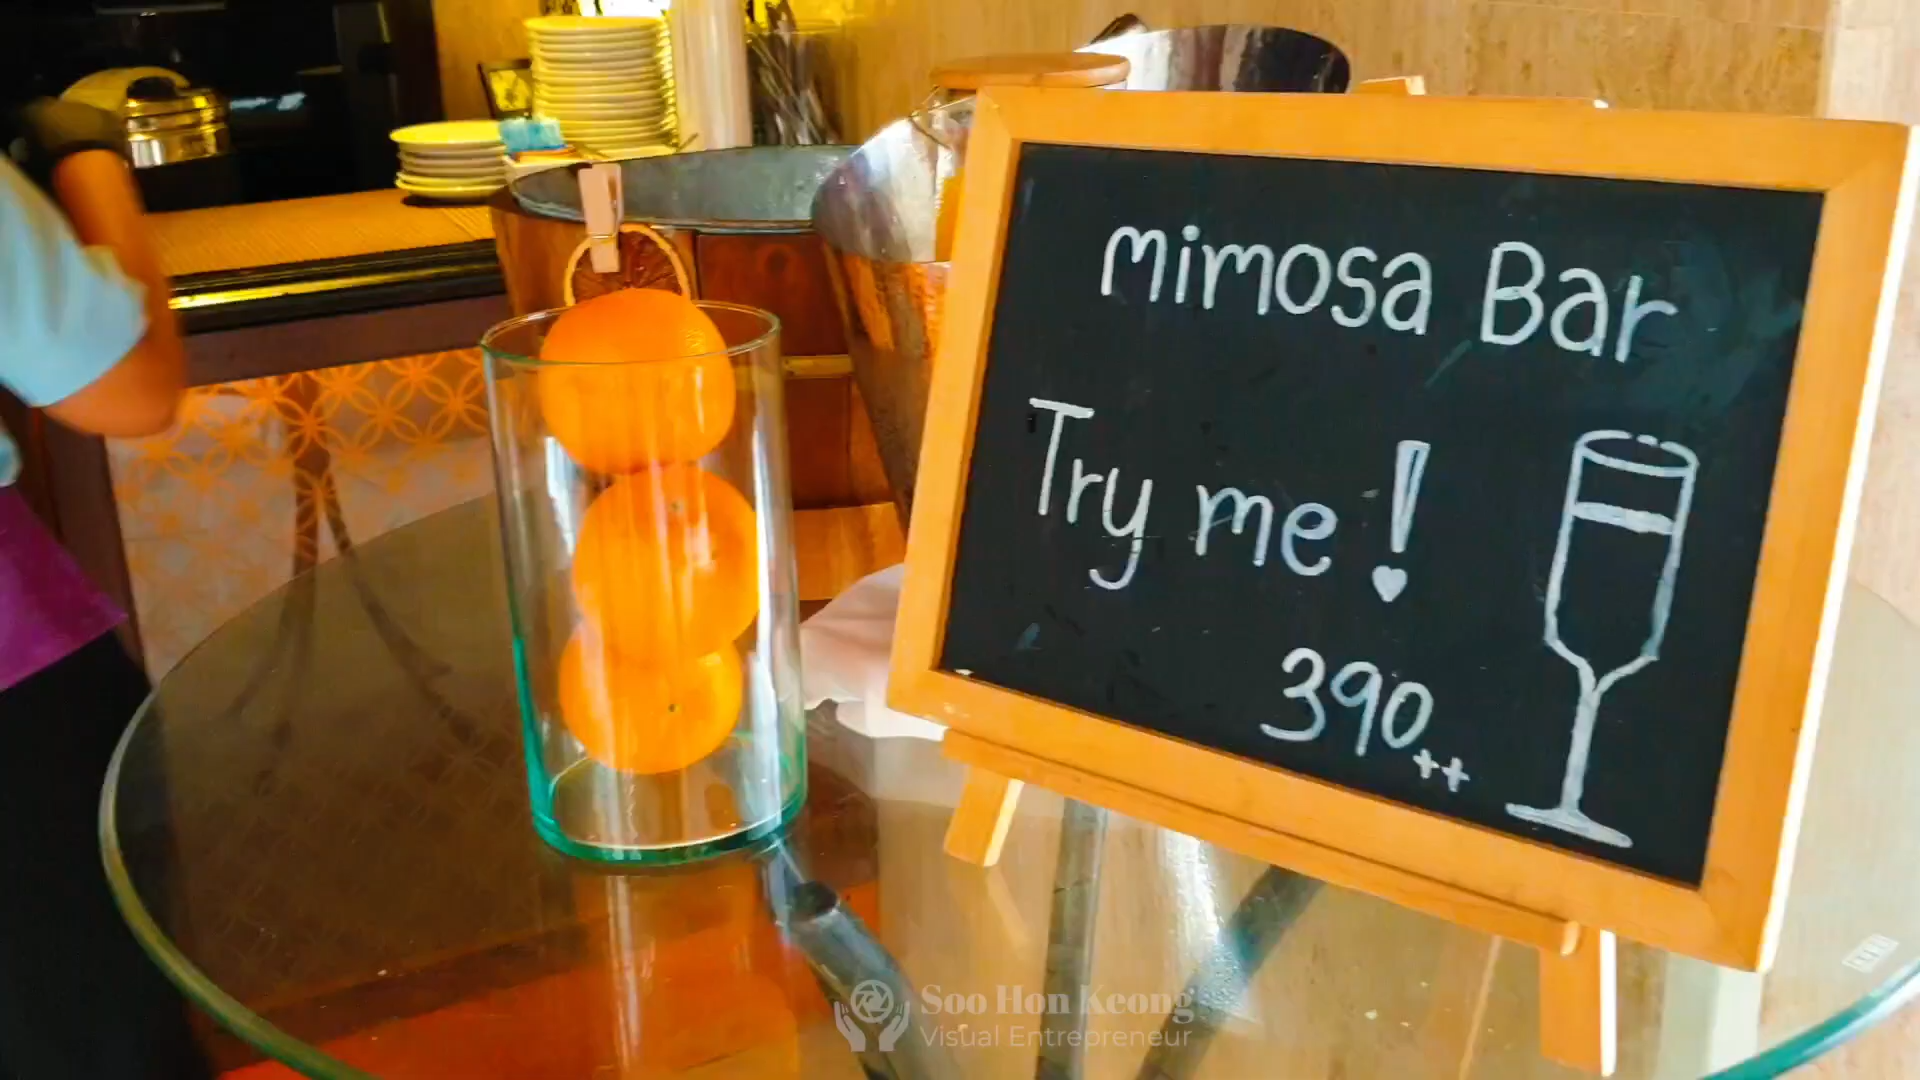 mimosa Bar
Try me!
390++
Soo Hon Keong
Visual Entrepreneur